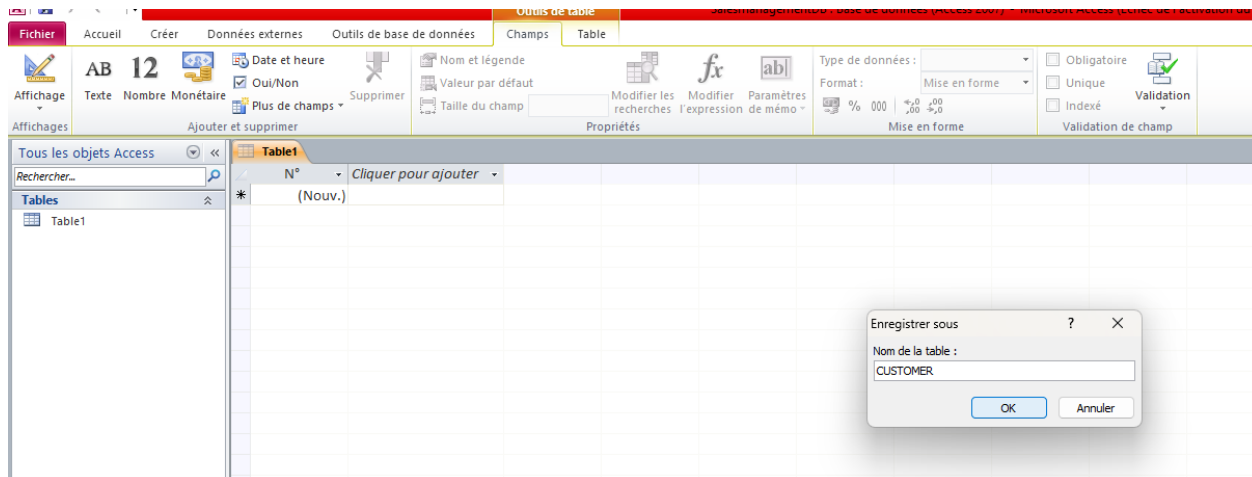 Outils de table
Salesmanagementdb : Base de données (Access 2007) - Microsoft Access (Échec de l'activation du
Fichier Accueil Créer Données externes Outils de base de données Champs Table
Affichage
AB Texte
12 Nombre
Monétaire
Date et heure
Oui/Non
Plus de champs
Supprimer
Nom et légende
Valeur par défaut
Taille du champ
Modifier les recherches
fx Modifier l'expression
ab| Paramètres de mémo
Type de données :
Format : Mise en forme
% 000 ,00 ,0
Obligatoire
Unique
Indexé
Validation
Affichages Ajouter et supprimer Propriétés Mise en forme Validation de champ
Tous les objets Access «
Rechercher...
Tables
Table1
Table1
N° Cliquer pour ajouter
* (Nouv.)
Enregistrer sous ?
Nom de la table :
CUSTOMER
OK Annuler